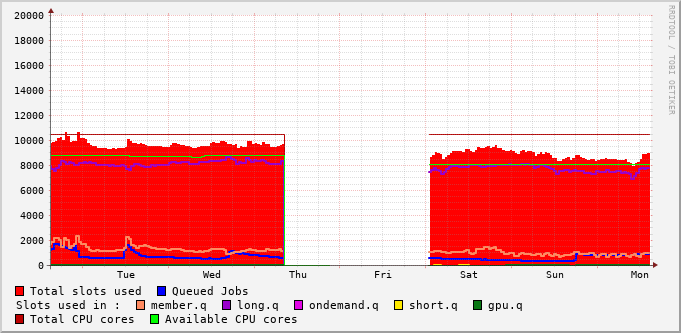 20000
18000
16000
14000
12000
10000
8000
6000
4000
2000
0
Tue Wed Thu Fri Sat Sun Mon
Total slots used Queued Jobs
Slots used in : member.q long.q ondemand.q short.q gpu.q
Total CPU cores Available CPU cores
RRDTOOL / TOBI OETIKER